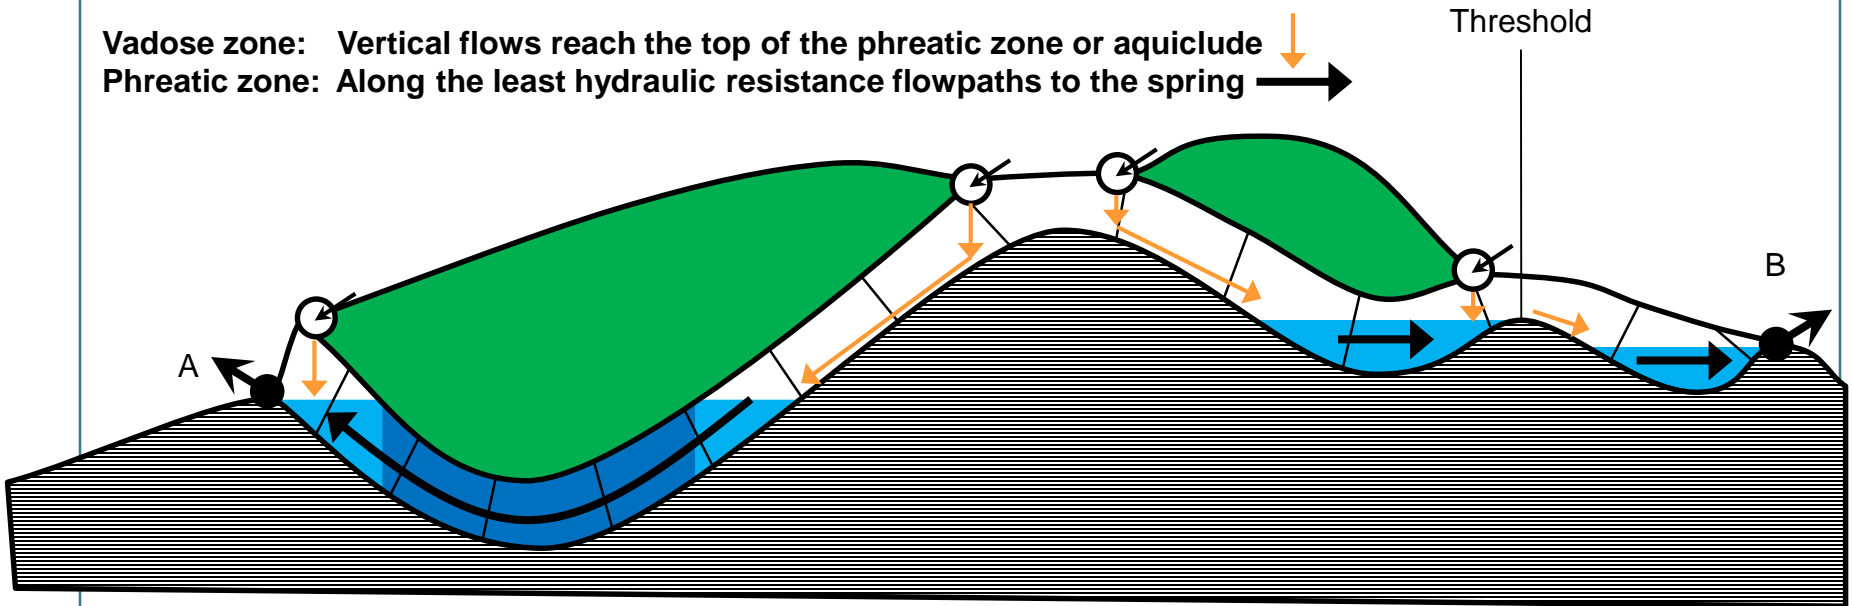 Threshold
Vadose zone: Vertical flows reach the top of the phreatic zone or aquiclude
Phreatic zone: Along the least hydraulic resistance flowpaths to the spring
B
A